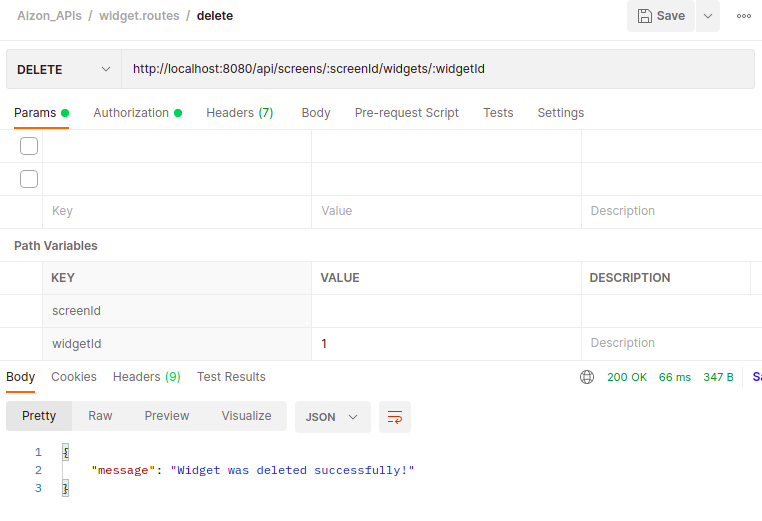 Aizon_APIs / widget.routes / delete Save
DELETE http://localhost:8080/api/screens/:screenId/widgets/:widgetId
Params Authorization Headers (7) Body Pre-request Script Tests Settings
Key Value Description
Path Variables
KEY VALUE DESCRIPTION
screenId
widgetId 1 Description
Body Cookies Headers (9) Test Results 200 OK 66 ms 347 B Sa
Pretty Raw Preview Visualize JSON
1 {
2 "message": "Widget was deleted successfully!"
3 }